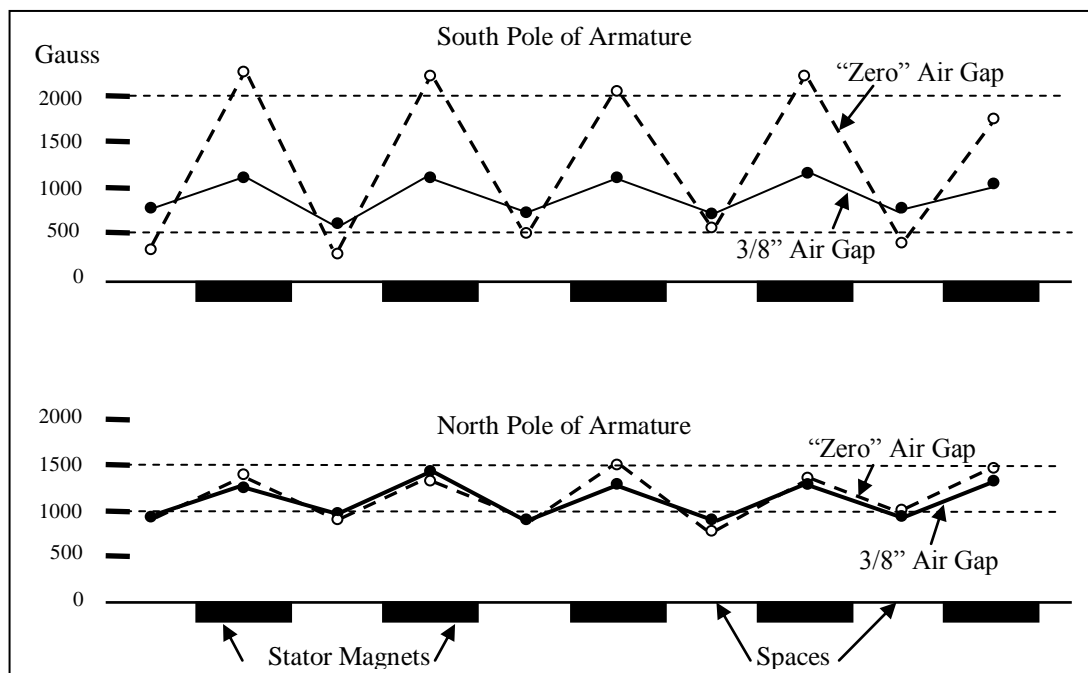 South Pole of Armature
Gauss
“Zero” Air Gap
2000
1500
1000
500
3/8” Air Gap
0
2000
North Pole of Armature
“Zero” Air Gap
1500
1000
500
3/8” Air Gap
0
Stator Magnets
Spaces